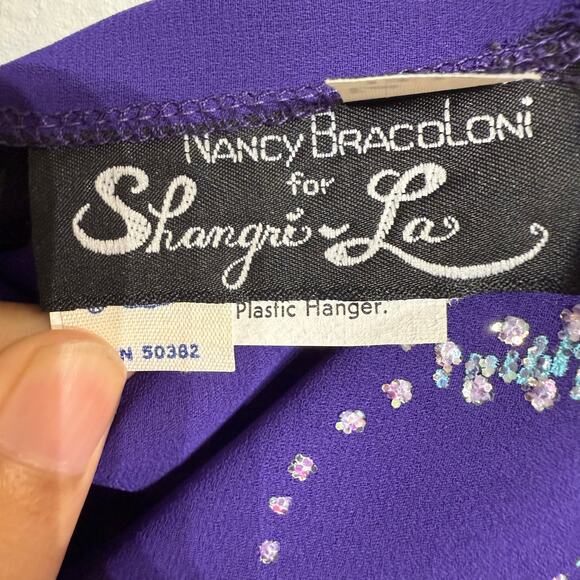 NANCY BRACOLONI
for
Shangri-La
Plastic Hanger.
N 50382